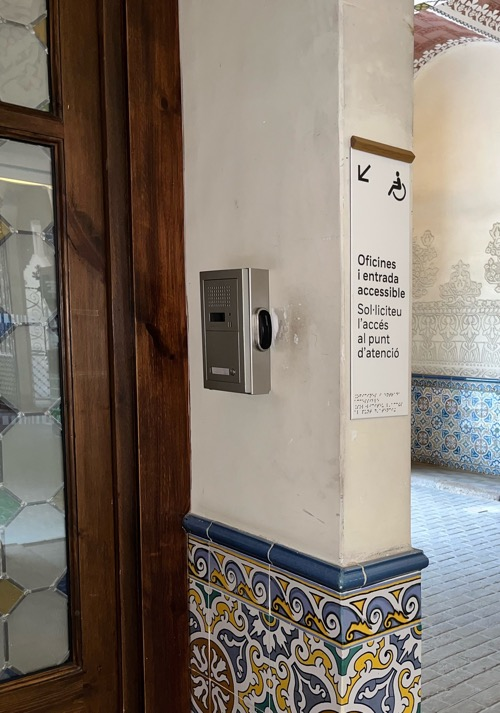 Oficines
i entrada
accessible
Sol·liciteu
l'accés
al punt
d'atenció